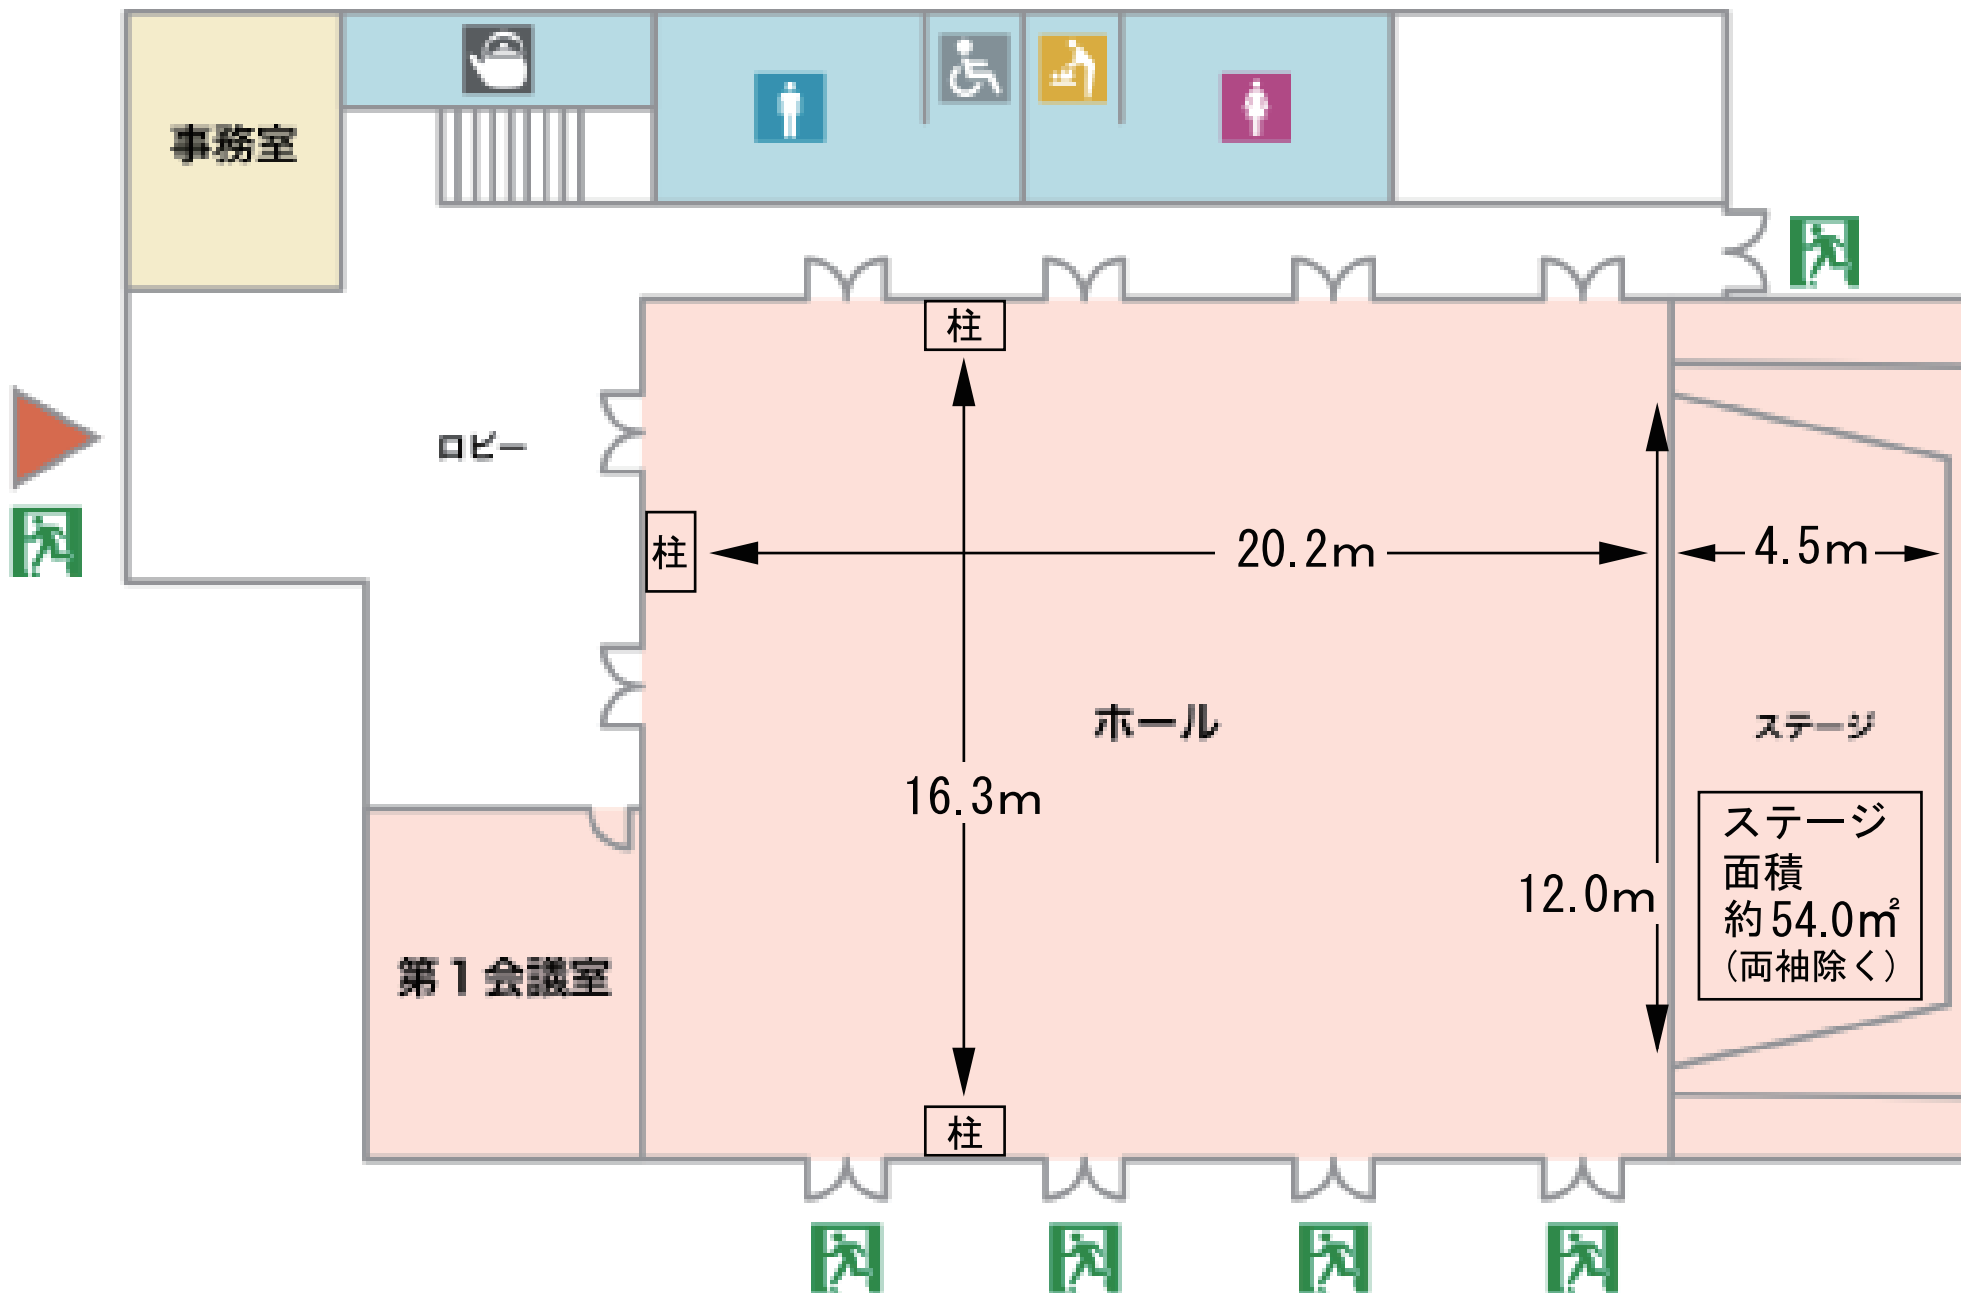 事務室
柱
ロビー
柱
20.2m
4.5m
ホール
ステージ
16.3m
12.0m
ステージ
面積
約54.0㎡
(両袖除く)
第1会議室
柱